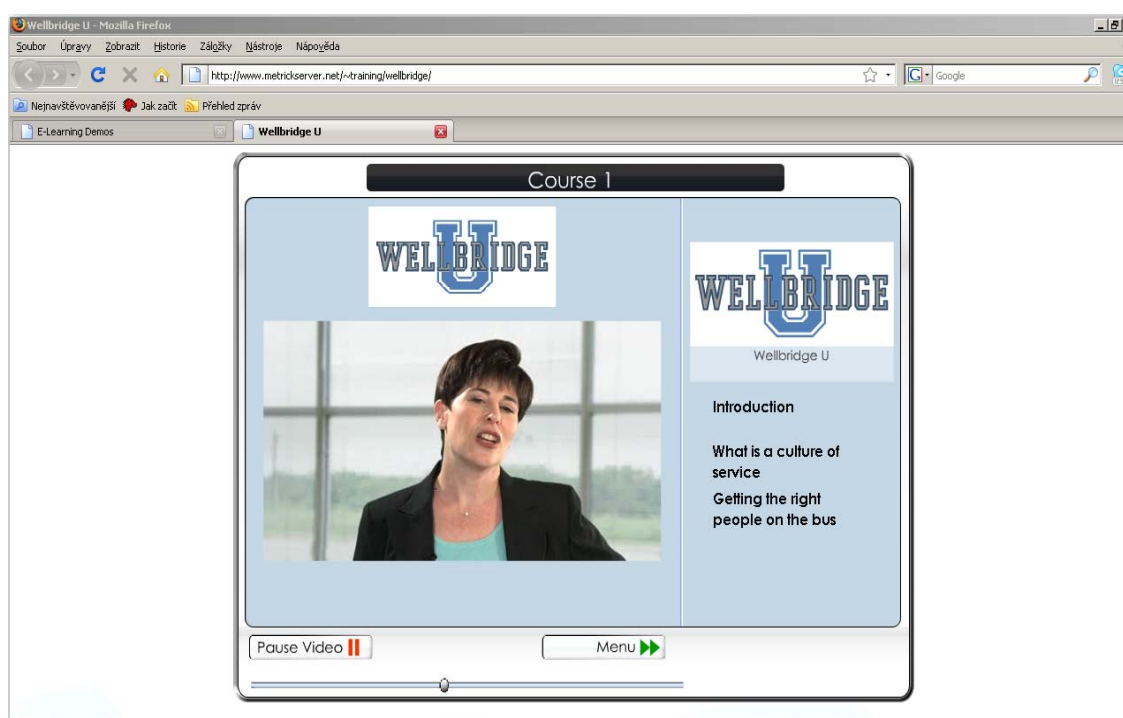 Wellbridge U - Mozilla Firefox
Soubor Úpravy Zobrazit Historie Záložky Nástroje Nápověda
http://www.metrickserver.net/~training/wellbridge/
G Google
Nejnavštěvovanější Jak začít Přehled zpráv
E-Learning Demos Wellbridge U
Course 1
WELLBRIDGE
U
WELLBRIDGE
U
Wellbridge U
Introduction
What is a culture of
service
Getting the right
people on the bus
Pause Video Menu